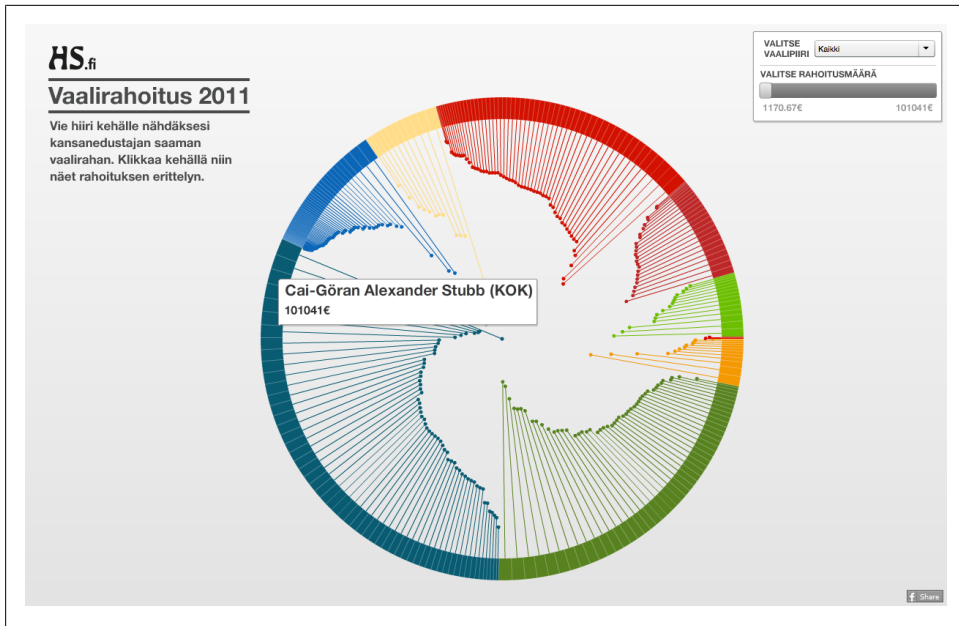 HS.fi
Vaalirahoitus 2011
Vie hiiri kehälle nähdäksesi
kansanedustajan saaman
vaalirahan. Klikkaa kehällä niin
näet rahoituksen erittelyn.
VALITSE
VAALIPIIRI Kaikki
VALITSE RAHOITUSMÄÄRÄ
1170.67€ 101041€
Cai-Göran Alexander Stubb (KOK)
101041€
f Share